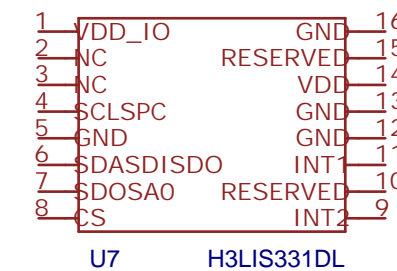 1 VDD_IO GND 16
2 NC RESERVED 15
3 NC VDD 14
4 SCLSPC GND 13
5 GND GND 12
6 SDASDISDO INT1 11
7 SDOSA0 RESERVED 10
8 CS INT2 9
U7 H3LIS331DL